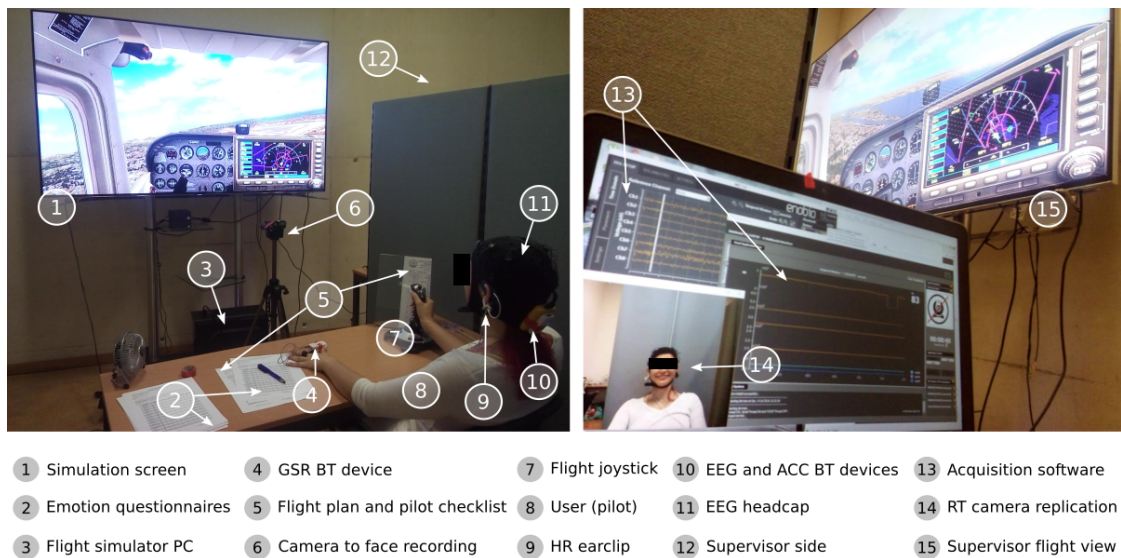 12
13
11
1
6
15
3
5
7
14
8
2
4
9
10
Ch1
enobio
83
1 Simulation screen
4 GSR BT device
7 Flight joystick
10 EEG and ACC BT devices
13 Acquisition software
2 Emotion questionnaires
5 Flight plan and pilot checklist
8 User (pilot)
11 EEG headcap
14 RT camera replication
3 Flight simulator PC
6 Camera to face recording
9 HR earclip
12 Supervisor side
15 Supervisor flight view